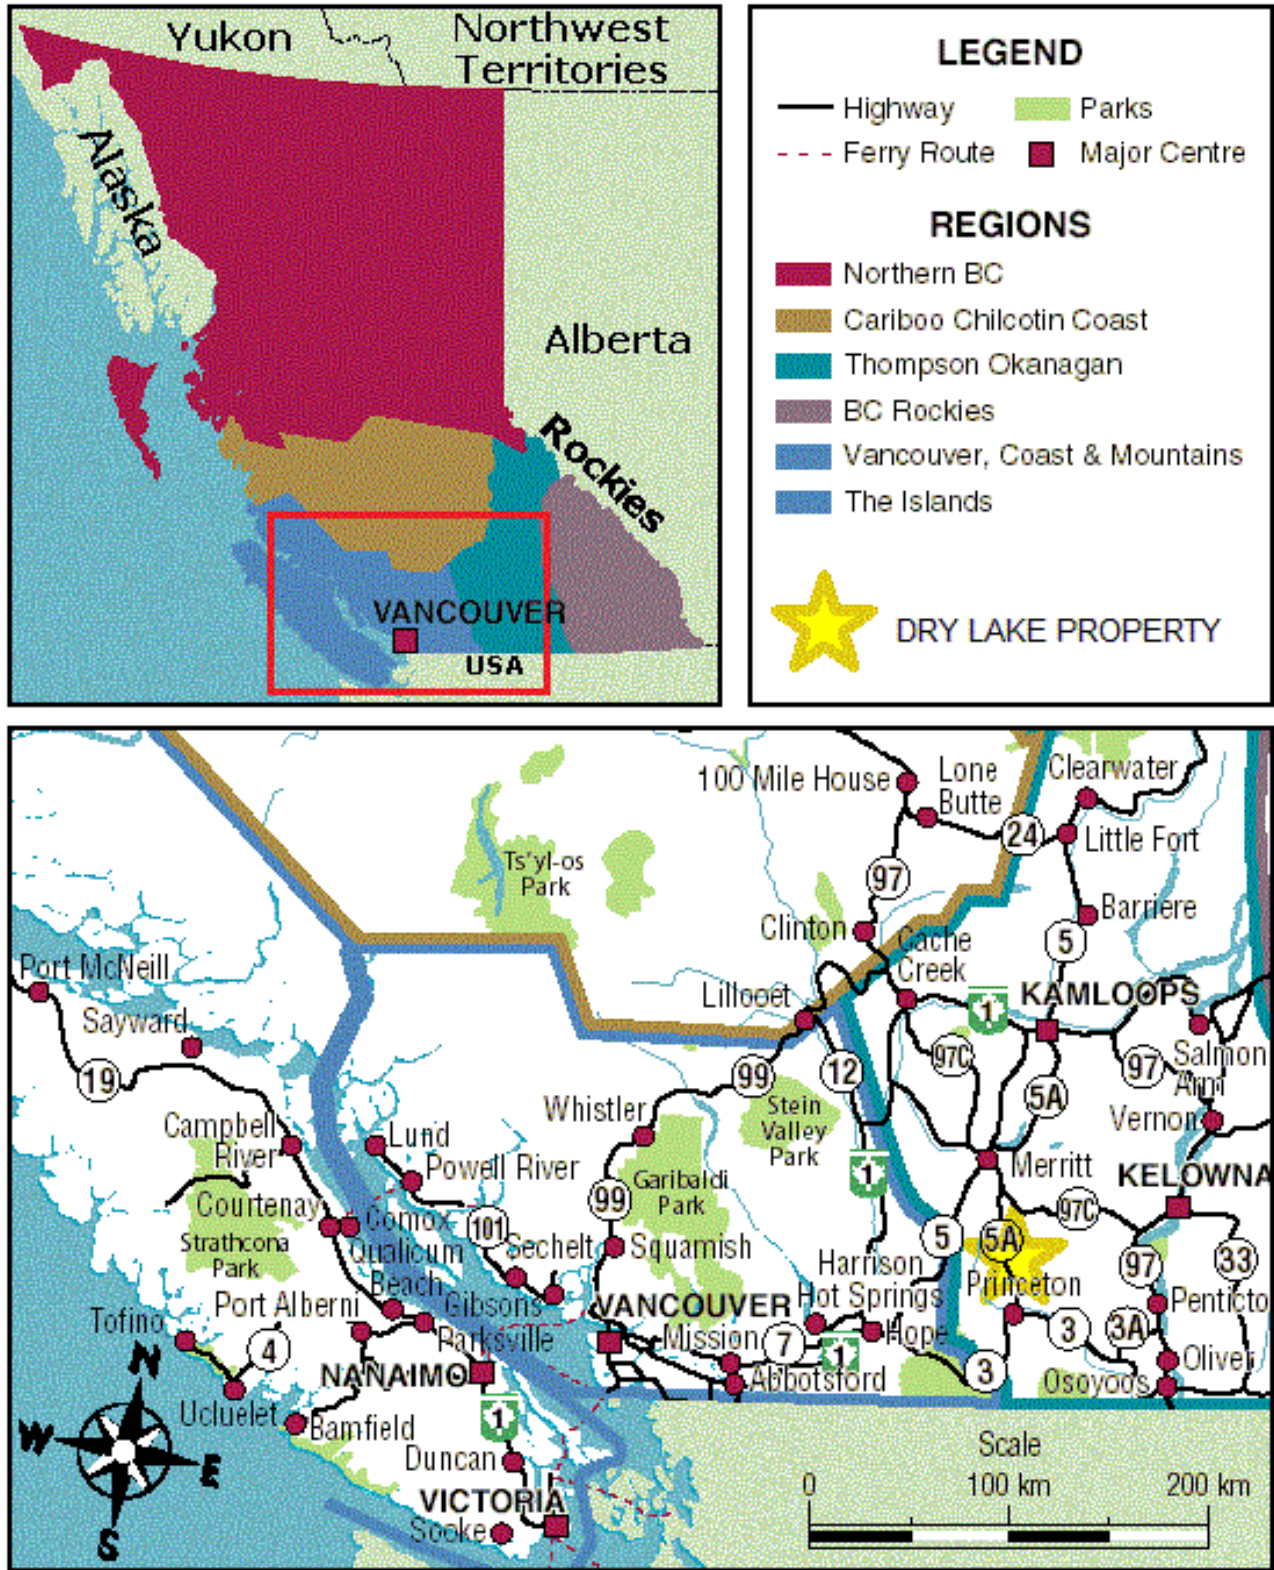 Yukon
Northwest
Territories
Alaska
Alberta
Rockies
VANCOUVER
USA
LEGEND
Highway
Parks
Ferry Route
Major Centre
REGIONS
Northern BC
Cariboo Chilcotin Coast
Thompson Okanagan
BC Rockies
Vancouver, Coast & Mountains
The Islands
DRY LAKE PROPERTY
100 Mile House
Lone
Butte
Clearwater
24
Little Fort
Ts'yl-os
Park
97
Barriere
Clinton
Cache
Creek
5
Port McNeill
Lillooet
1
KAMLOOPS
Sayward
19
99
12
97C
97
Salmon
Arm
5A
Stein
Valley
Park
Whistler
Vernon
Campbell
River
Lund
Powell River
Merritt
KELOWNA
Garibaldi
Park
1
99
97C
Courtenay
Comox
101
5
5A
Strathcona
Park
Qualicum
Beach
Sechelt
Squamish
Harrison
Hot Springs
97
33
Princeton
Port Alberni
Gibsons
VANCOUVER
Penticto
Tofino
Parksville
Mission
7
1
Hope
3
3A
4
N
NANAIMO
Abbotsford
3
Oliver
Osoyoos
Ucluelet
Bamfield
1
W
E
S
Duncan
VICTORIA
Sooke
Scale
0
100 km
200 km